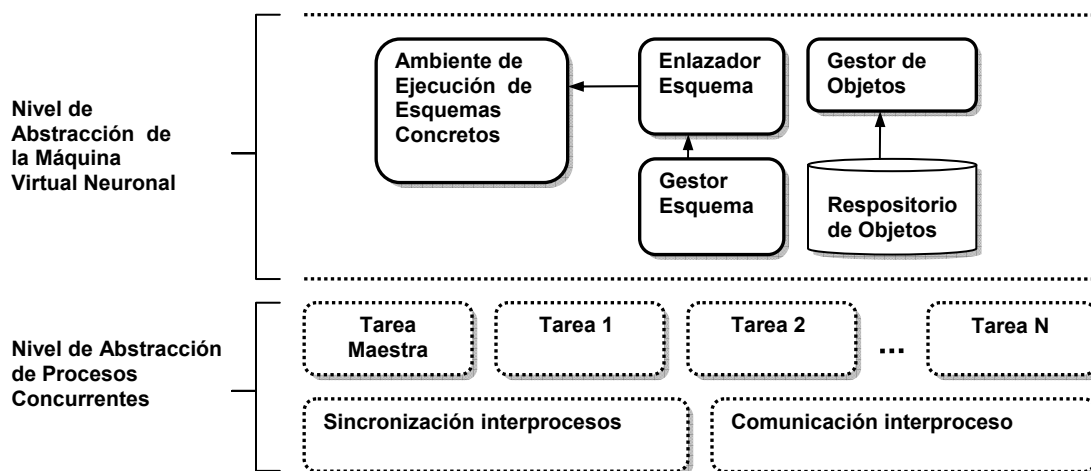 Nivel de
Abstracción de
la Máquina
Virtual Neuronal
Ambiente de
Ejecución de
Esquemas
Concretos
Enlazador
Esquema
Gestor de
Objetos
Gestor
Esquema
Respositorio
de Objetos
Nivel de Abstracción
de Procesos
Concurrentes
Tarea
Maestra
Tarea 1
Tarea 2
...
Tarea N
Sincronización interprocesos
Comunicación interproceso